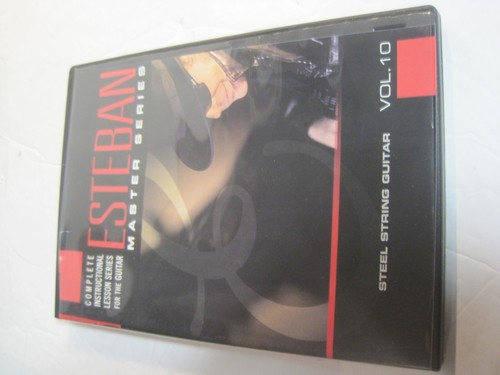 COMPLETE
INSTRUCTIONAL
LESSON SERIES
FOR THE GUITAR
ESTEBAN
MASTER SERIES
STEEL STRING GUITAR VOL.10